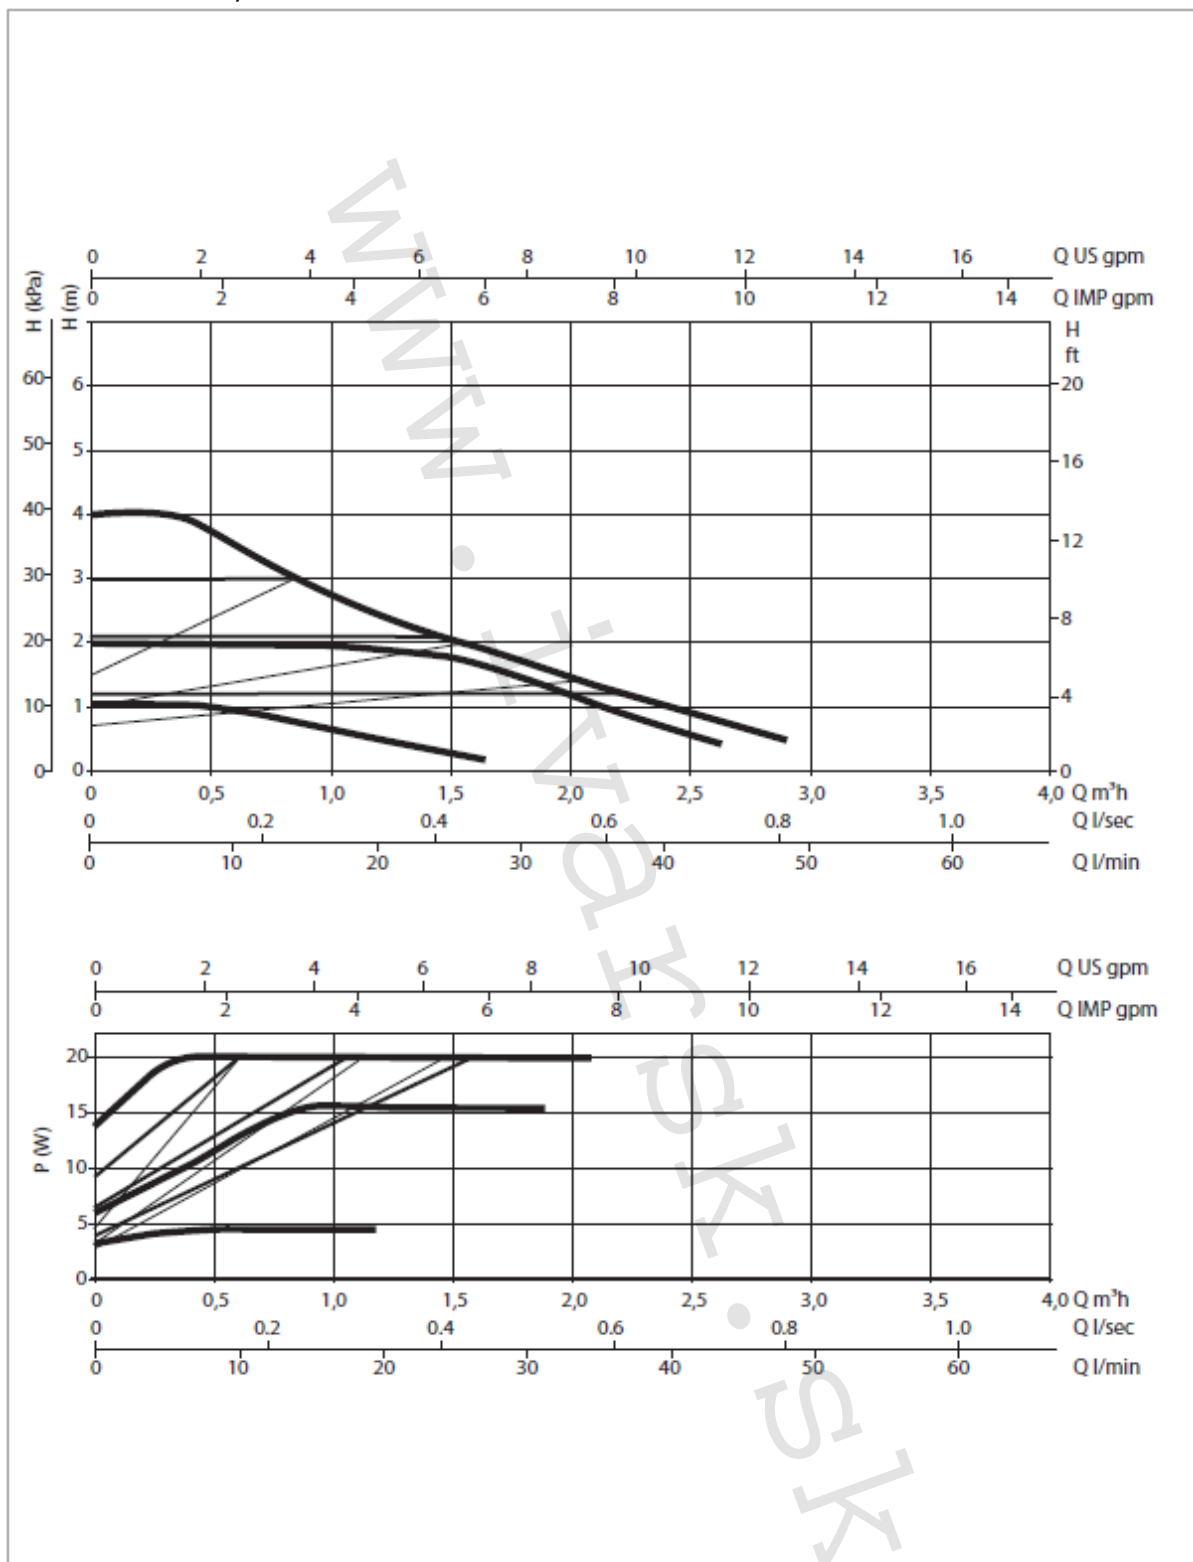 0 2 4 6 8 10 12 14 16 Q US gpm
0 2 4 6 8 10 12 14 Q IMP gpm
H (kPa)
H (m)
H
ft
60 6 20
50 5 16
40 4 12
30 3
20 2 8
10 1 4
0 0 0
0 0,5 1,0 1,5 2,0 2,5 3,0 3,5 4,0 Q m³h
0 0.2 0.4 0.6 0.8 1.0 Q l/sec
0 10 20 30 40 50 60 Q l/min
0 2 4 6 8 10 12 14 16 Q US gpm
0 2 4 6 8 10 12 14 Q IMP gpm
P (W)
20
15
10
5
0
0 0,5 1,0 1,5 2,0 2,5 3,0 3,5 4,0 Q m³h
0 0.2 0.4 0.6 0.8 1.0 Q l/sec
0 10 20 30 40 50 60 Q l/min
www.ivarsk.sk